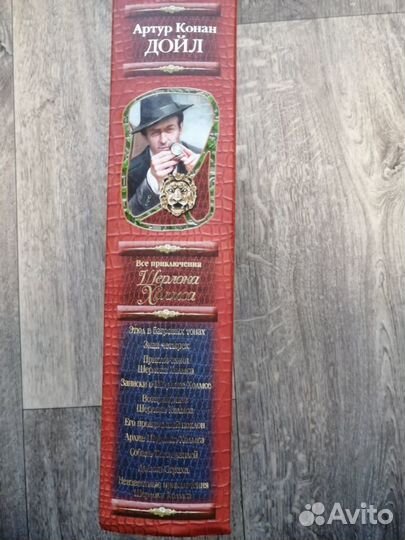 Артур Конан
ДОЙЛ
Все приключения
Шерлока
Холмса
Этюд в багровых тонах
Знак четырех
Приключения
Шерлока Холмса
Записки о Шерлоке Холмсе
Возвращение
Шерлока Холмса
Его прощальный поклон
Архив Шерлока Холмса
Собака Баскервилей
Долина Страха
Неизвестные приключения
Шерлока Холмса
Avito